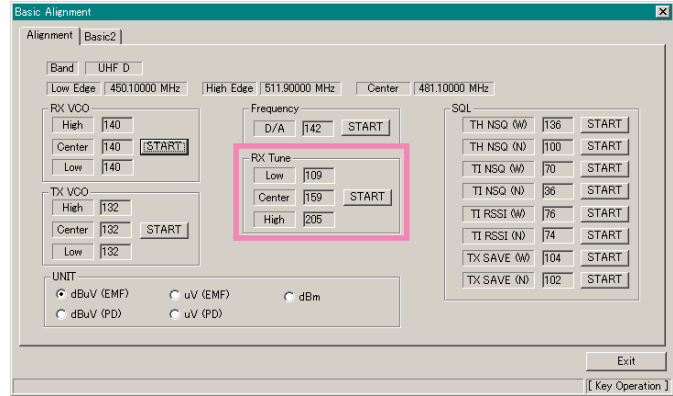 Basic Alignment
Alignment Basic2
Band UHF D
Low Edge 450.10000 MHz High Edge 511.90000 MHz Center 481.10000 MHz
RX VCO
High 140
Center 140 START
Low 140
TX VCO
High 132
Center 132 START
Low 132
Frequency
D/A 142 START
RX Tune
Low 109
Center 159 START
High 205
SQL
TH NSQ (W) 136 START
TH NSQ (N) 100 START
TI NSQ (W) 70 START
TI NSQ (N) 36 START
TI RSSI (W) 76 START
TI RSSI (N) 74 START
TX SAVE (W) 104 START
TX SAVE (N) 102 START
UNIT
dBuV (EMF) uV (EMF) dBm
dBuV (PD) uV (PD)
Exit
[ Key Operation ]